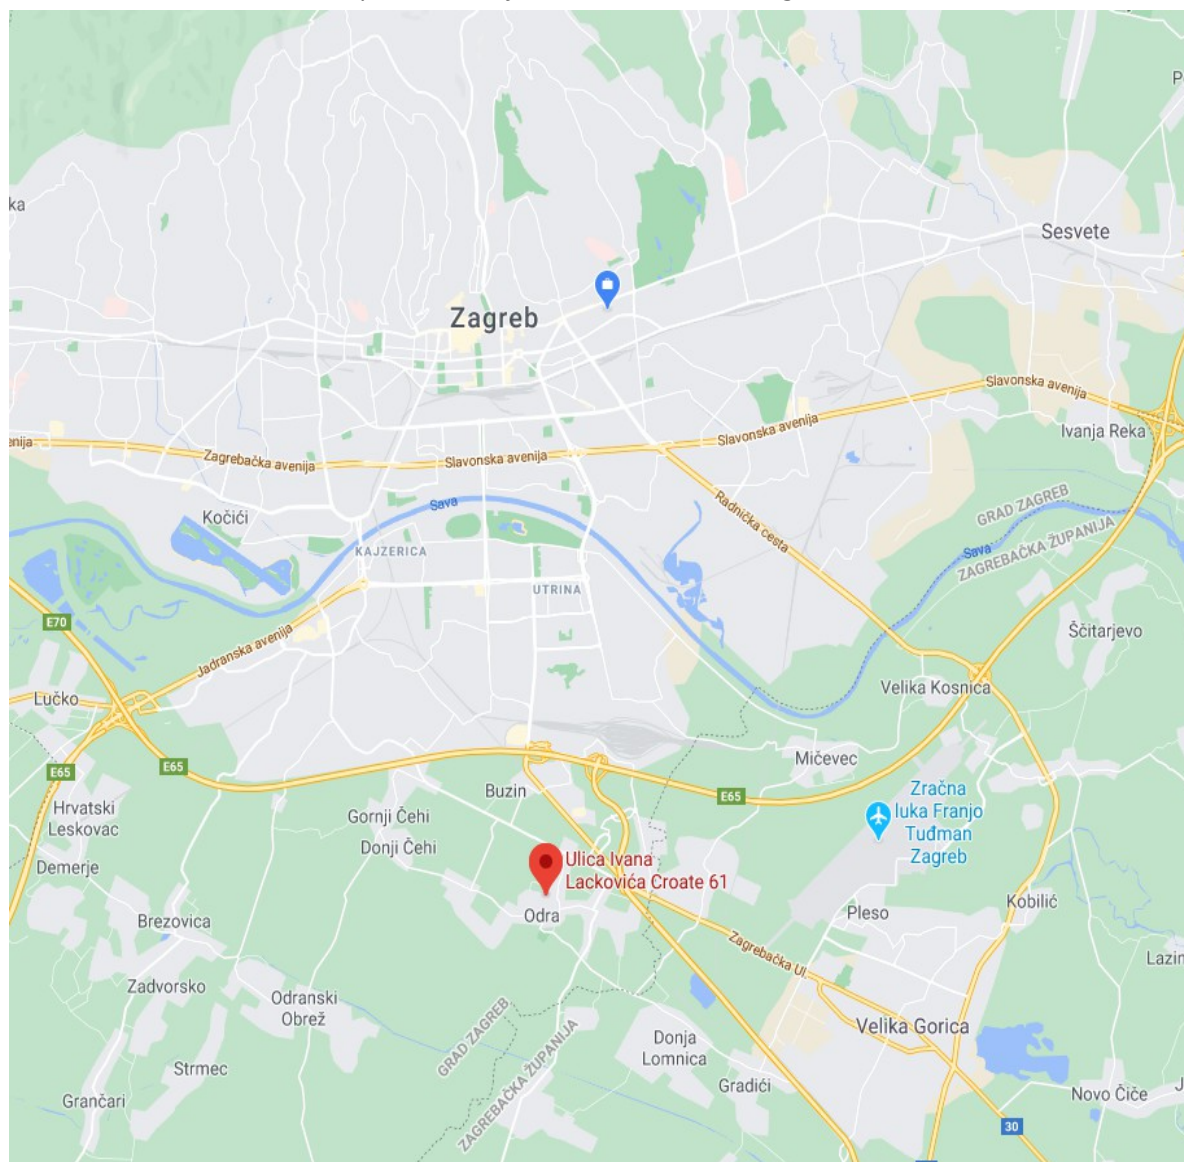 ka
Sesvete
Zagreb
Slavonska avenija
Ivanja Reka
enija
Zagrebačka avenija
Slavonska avenija
Slavonska avenija
Sava
Kočići
Radnička cesta
GRAD ZAGREB
KAJZERICA
Sava
ZAGREBAČKA ŽUPANIJA
UTRINA
E70
Ščitarjevo
Jadranska avenija
Lučko
Velika Kosnica
Mičevec
E65
E65
E65
Buzin
Zračna
luka Franjo
Tuđman
Zagreb
Hrvatski
Leskovac
Gornji Čehi
Donji Čehi
Demerje
Ulica Ivana
Lackovića Croate 61
Odra
Brezovica
Kobilić
Pleso
Zagrebačka Ul.
Lazin
Zadvorsko
Odranski
Obrež
GRAD ZAGREB
ZAGREBAČKA ŽUPANIJA
Velika Gorica
Donja
Lomnica
Strmec
Gradići
Grančari
Novo Čiče
30